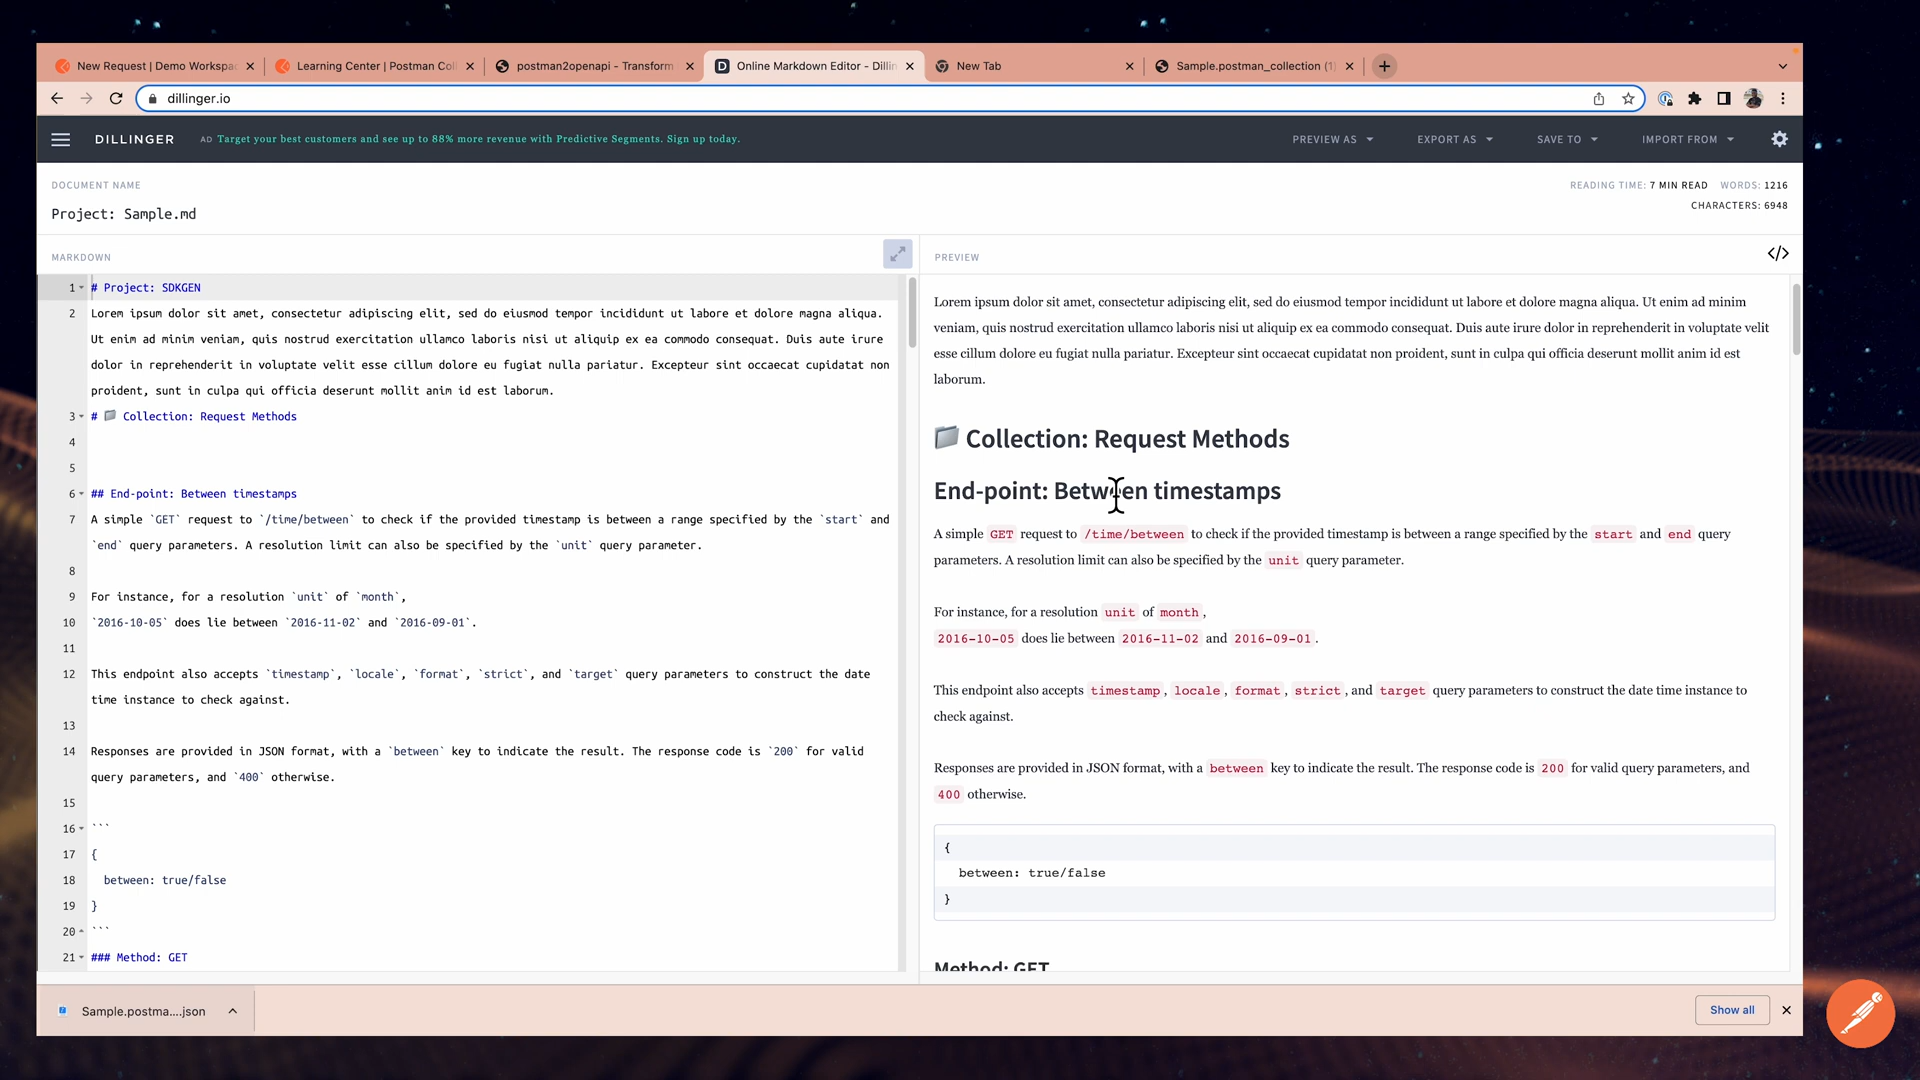 New Request | Demo Workspa
Learning Center | Postman Col
postman2openapi - Transform
Online Markdown Editor - Dillin
New Tab
Sample.postman_collection (1)
dillinger.io
DILLINGER
AD Target your best customers and see up to 88% more revenue with Predictive Segments. Sign up today.
PREVIEW AS
EXPORT AS
SAVE TO
IMPORT FROM
DOCUMENT NAME
Project: Sample.md
READING TIME: 7 MIN READ WORDS: 1216
CHARACTERS: 6948
MARKDOWN
1 # Project: SDKGEN
2 Lorem ipsum dolor sit amet, consectetur adipiscing elit, sed do eiusmod tempor incididunt ut labore et dolore magna aliqua.
Ut enim ad minim veniam, quis nostrud exercitation ullamco laboris nisi ut aliquip ex ea commodo consequat. Duis aute irure
dolor in reprehenderit in voluptate velit esse cillum dolore eu fugiat nulla pariatur. Excepteur sint occaecat cupidatat non
proident, sunt in culpa qui officia deserunt mollit anim id est laborum.
3 # 📁 Collection: Request Methods
4
5
6 ## End-point: Between timestamps
7 A simple `GET` request to `/time/between` to check if the provided timestamp is between a range specified by the `start` and
`end` query parameters. A resolution limit can also be specified by the `unit` query parameter.
8
9 For instance, for a resolution `unit` of `month`,
10 `2016-10-05` does lie between `2016-11-02` and `2016-09-01`.
11
12 This endpoint also accepts `timestamp`, `locale`, `format`, `strict`, and `target` query parameters to construct the date
time instance to check against.
13
14 Responses are provided in JSON format, with a `between` key to indicate the result. The response code is `200` for valid
query parameters, and `400` otherwise.
15
16 ```
17 {
18 between: true/false
19 }
20 ```
21 ### Method: GET
PREVIEW
</>
Lorem ipsum dolor sit amet, consectetur adipiscing elit, sed do eiusmod tempor incididunt ut labore et dolore magna aliqua. Ut enim ad minim
veniam, quis nostrud exercitation ullamco laboris nisi ut aliquip ex ea commodo consequat. Duis aute irure dolor in reprehenderit in voluptate velit
esse cillum dolore eu fugiat nulla pariatur. Excepteur sint occaecat cupidatat non proident, sunt in culpa qui officia deserunt mollit anim id est
laborum.
📁 Collection: Request Methods
End-point: Between timestamps
A simple GET request to /time/between to check if the provided timestamp is between a range specified by the start and end query
parameters. A resolution limit can also be specified by the unit query parameter.
For instance, for a resolution unit of month,
2016-10-05 does lie between 2016-11-02 and 2016-09-01.
This endpoint also accepts timestamp, locale, format, strict, and target query parameters to construct the date time instance to
check against.
Responses are provided in JSON format, with a between key to indicate the result. The response code is 200 for valid query parameters, and
400 otherwise.
{
between: true/false
}
Method: GET
Sample.postma....json
Show all